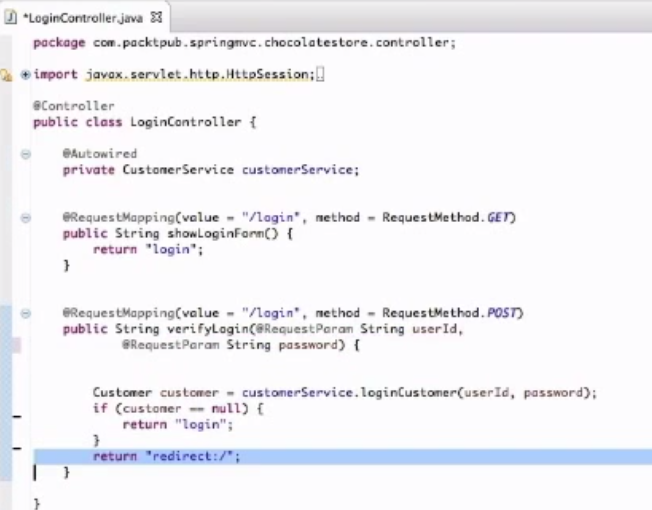 *LoginController.java
package com.packtpub.springmvc.chocolatestore.controller;
import javax.servlet.http.HttpSession;
@Controller
public class LoginController {
@Autowired
private CustomerService customerService;
@RequestMapping(value = "/login", method = RequestMethod.GET)
public String showLoginForm() {
return "login";
}
@RequestMapping(value = "/login", method = RequestMethod.POST)
public String verifyLogin(@RequestParam String userId,
@RequestParam String password) {
Customer customer = customerService.loginCustomer(userId, password);
if (customer == null) {
return "login";
}
return "redirect:/";
}
}